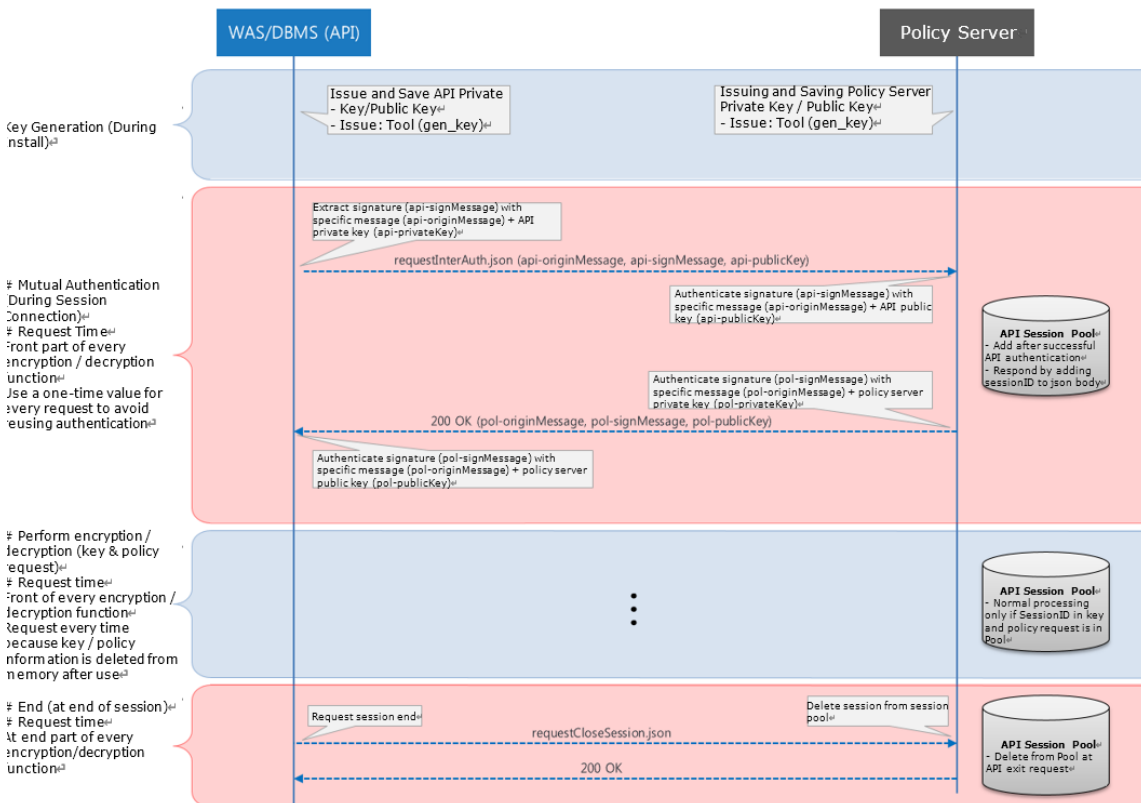 WAS/DBMS (API)
Policy Server
Key Generation (During
install)↵
Issue and Save API Private
- Key/Public Key↵
- Issue: Tool (gen_key)↵
Issuing and Saving Policy Server
Private Key / Public Key↵
- Issue: Tool (gen_key)↵
# Mutual Authentication
(During Session
Connection)↵
# Request Time↵
Front part of every
encryption / decryption
function↵
Use a one-time value for
every request to avoid
reusing authentication↵
Extract signature (api-signMessage) with
specific message (api-originMessage) + API
private key (api-privateKey)↵
requestInterAuth.json (api-originMessage, api-signMessage, api-publicKey)
Authenticate signature (api-signMessage) with
specific message (api-originMessage) + API public
key (api-publicKey)↵
Authenticate signature (pol-signMessage) with
specific message (pol-originMessage) + policy server
private key (pol-privateKey)↵
200 OK (pol-originMessage, pol-signMessage, pol-publicKey)
Authenticate signature (pol-signMessage) with
specific message (pol-originMessage) + policy server
public key (pol-publicKey)↵
API Session Pool↵
- Add after successful
API authentication↵
- Respond by adding
sessionID to json body↵
# Perform encryption /
decryption (key & policy
request)↵
# Request time↵
Front of every encryption /
decryption function↵
Request every time
because key / policy
information is deleted from
memory after use↵
API Session Pool↵
- Normal processing
only if SessionID in key
and policy request is in
Pool↵
# End (at end of session)↵
# Request time↵
At end part of every
encryption/decryption
function↵
Request session end↵
Delete session from session
pool↵
requestCloseSession.json
200 OK
API Session Pool↵
- Delete from Pool at
API exit request↵